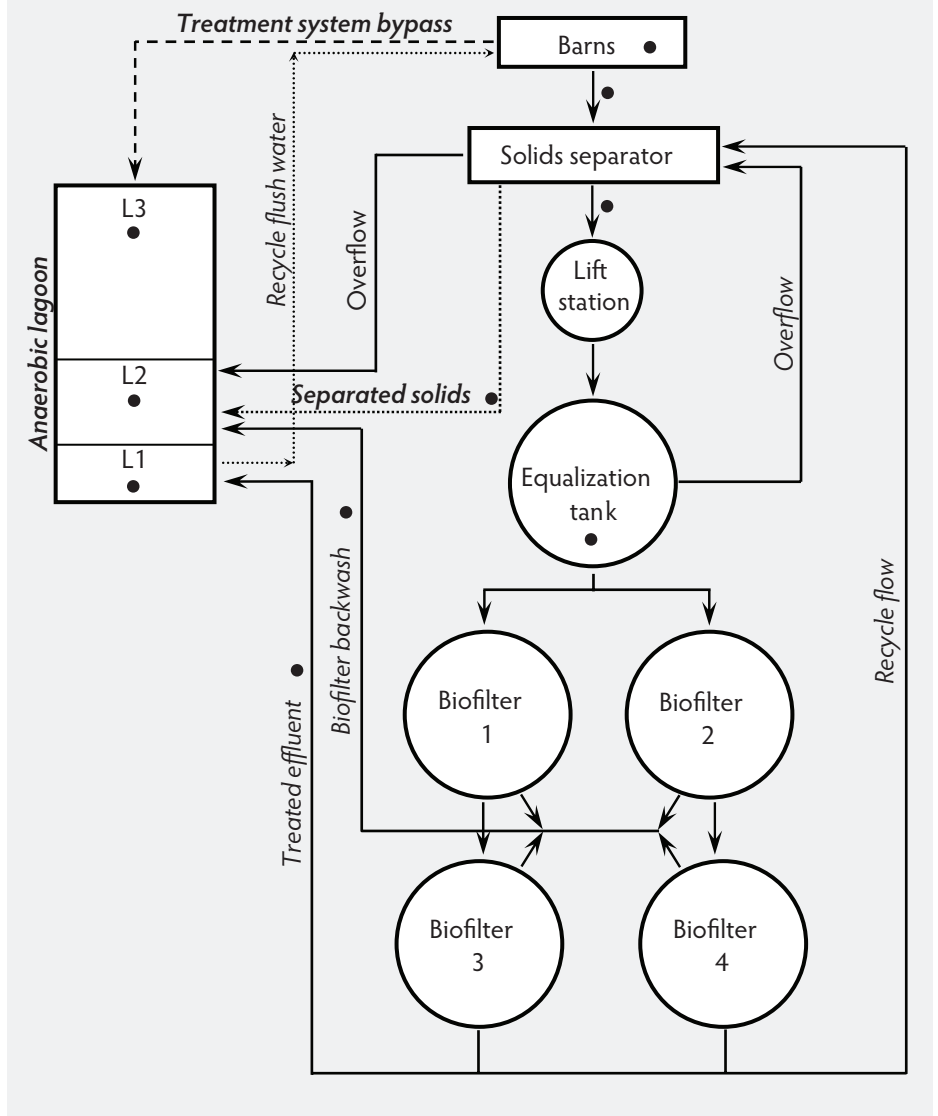 Treatment system bypass
Barns
Recycle flush water
Solids separator
L3
Overflow
Lift
station
Overflow
Anaerobic lagoon
L2
Separated solids
L1
Equalization
tank
Biofilter backwash
Recycle flow
Treated effluent
Biofilter
1
Biofilter
2
Biofilter
3
Biofilter
4